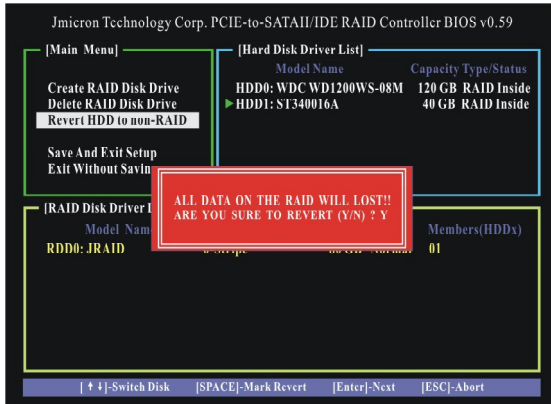 Jmicron Technology Corp. PCIE-to-SATAII/IDE RAID Controller BIOS v0.59
[Main Menu]
Create RAID Disk Drive
Delete RAID Disk Drive
Revert HDD to non-RAID
Save And Exit Setup
Exit Without Savin
[Hard Disk Driver List]
Model Name Capacity Type/Status
HDD0: WDC WD1200WS-08M 120 GB RAID Inside
HDD1: ST340016A 40 GB RAID Inside
ALL DATA ON THE RAID WILL LOST!!
ARE YOU SURE TO REVERT (Y/N) ? Y
[RAID Disk Driver L
Model Nam Members(HDDx)
RDD0: JRAID 0-Stripe GB Normal 01
[↑↓]-Switch Disk [SPACE]-Mark Revert [Enter]-Next [ESC]-Abort